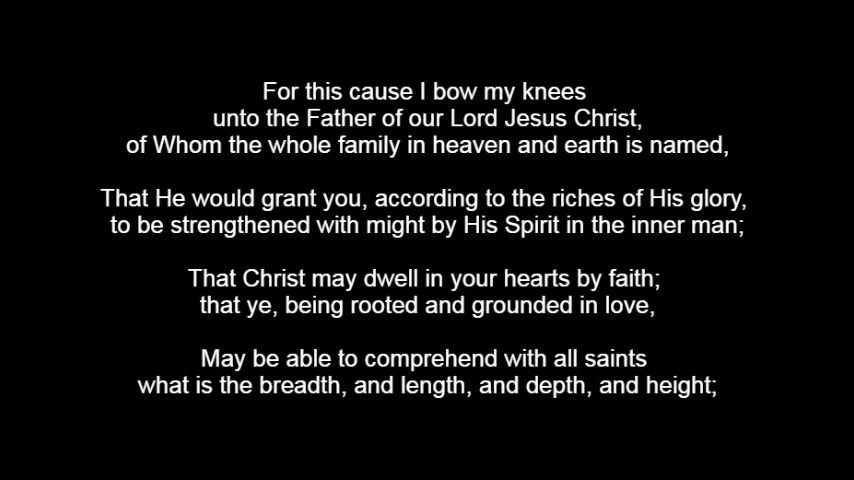 For this cause I bow my knees
unto the Father of our Lord Jesus Christ,
of Whom the whole family in heaven and earth is named,
That He would grant you, according to the riches of His glory,
to be strengthened with might by His Spirit in the inner man;
That Christ may dwell in your hearts by faith;
that ye, being rooted and grounded in love,
May be able to comprehend with all saints
what is the breadth, and length, and depth, and height;